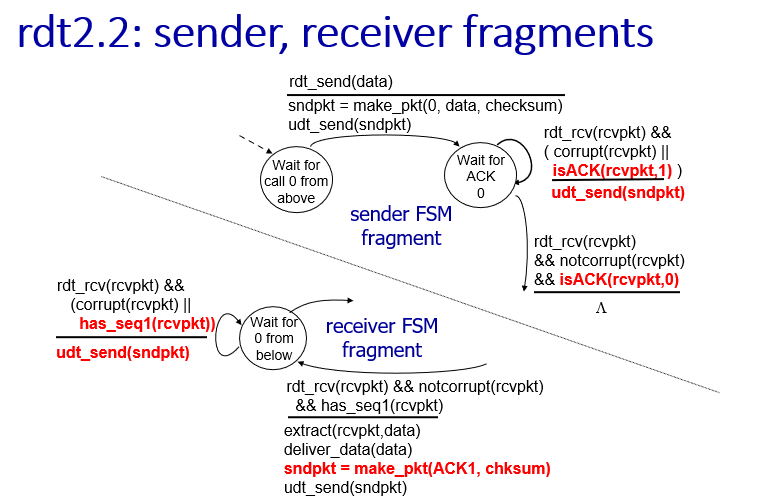 rdt2.2: sender, receiver fragments
rdt_send(data)
sndpkt = make_pkt(0, data, checksum)
udt_send(sndpkt)
Wait for
call 0 from
above
Wait for
ACK
0
rdt_rcv(rcvpkt) &&
( corrupt(rcvpkt) ||
isACK(rcvpkt,1) )
udt_send(sndpkt)
sender FSM
fragment
rdt_rcv(rcvpkt)
&& notcorrupt(rcvpkt)
&& isACK(rcvpkt,0)
Λ
rdt_rcv(rcvpkt) &&
(corrupt(rcvpkt) ||
has_seq1(rcvpkt))
udt_send(sndpkt)
Wait for
0 from
below
receiver FSM
fragment
rdt_rcv(rcvpkt) && notcorrupt(rcvpkt)
&& has_seq1(rcvpkt)
extract(rcvpkt,data)
deliver_data(data)
sndpkt = make_pkt(ACK1, chksum)
udt_send(sndpkt)